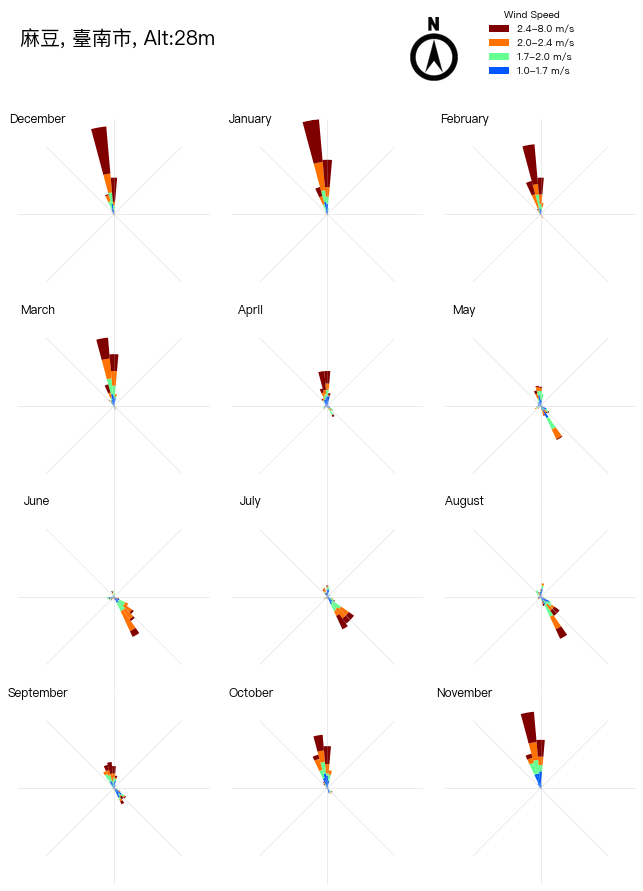 麻豆, 臺南市, Alt:28m
N
Wind Speed
2.4–8.0 m/s
2.0–2.4 m/s
1.7–2.0 m/s
1.0–1.7 m/s
December
January
February
March
April
May
June
July
August
September
October
November